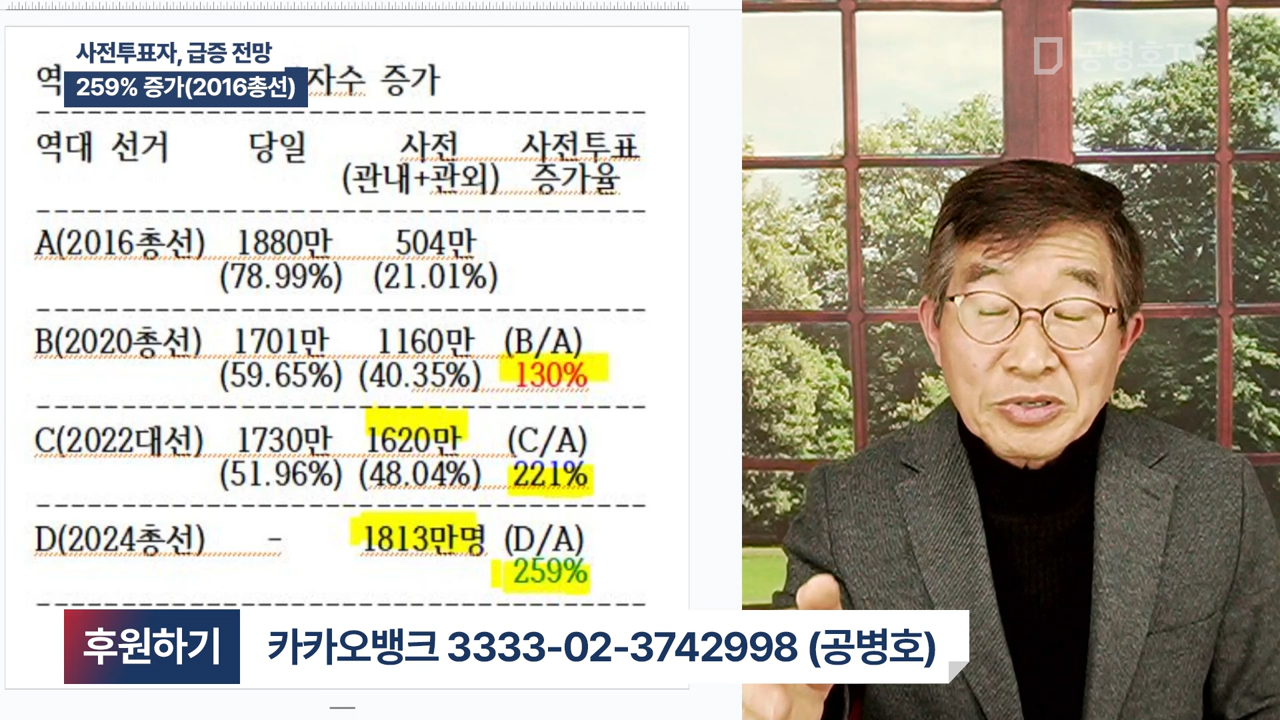 사전투표자, 급증 전망
259% 증가(2016총선)
역 자수 증가
역대 선거 당일 사전 사전투표
(관내+관외) 증가율
A(2016총선) 1880만 504만
(78.99%) (21.01%)
B(2020총선) 1701만 1160만 (B/A)
(59.65%) (40.35%) 130%
C(2022대선) 1730만 1620만 (C/A)
(51.96%) (48.04%) 221%
D(2024총선) - 1813만명 (D/A)
259%
후원하기 카카오뱅크 3333-02-3742998 (공병호)
공병호TV